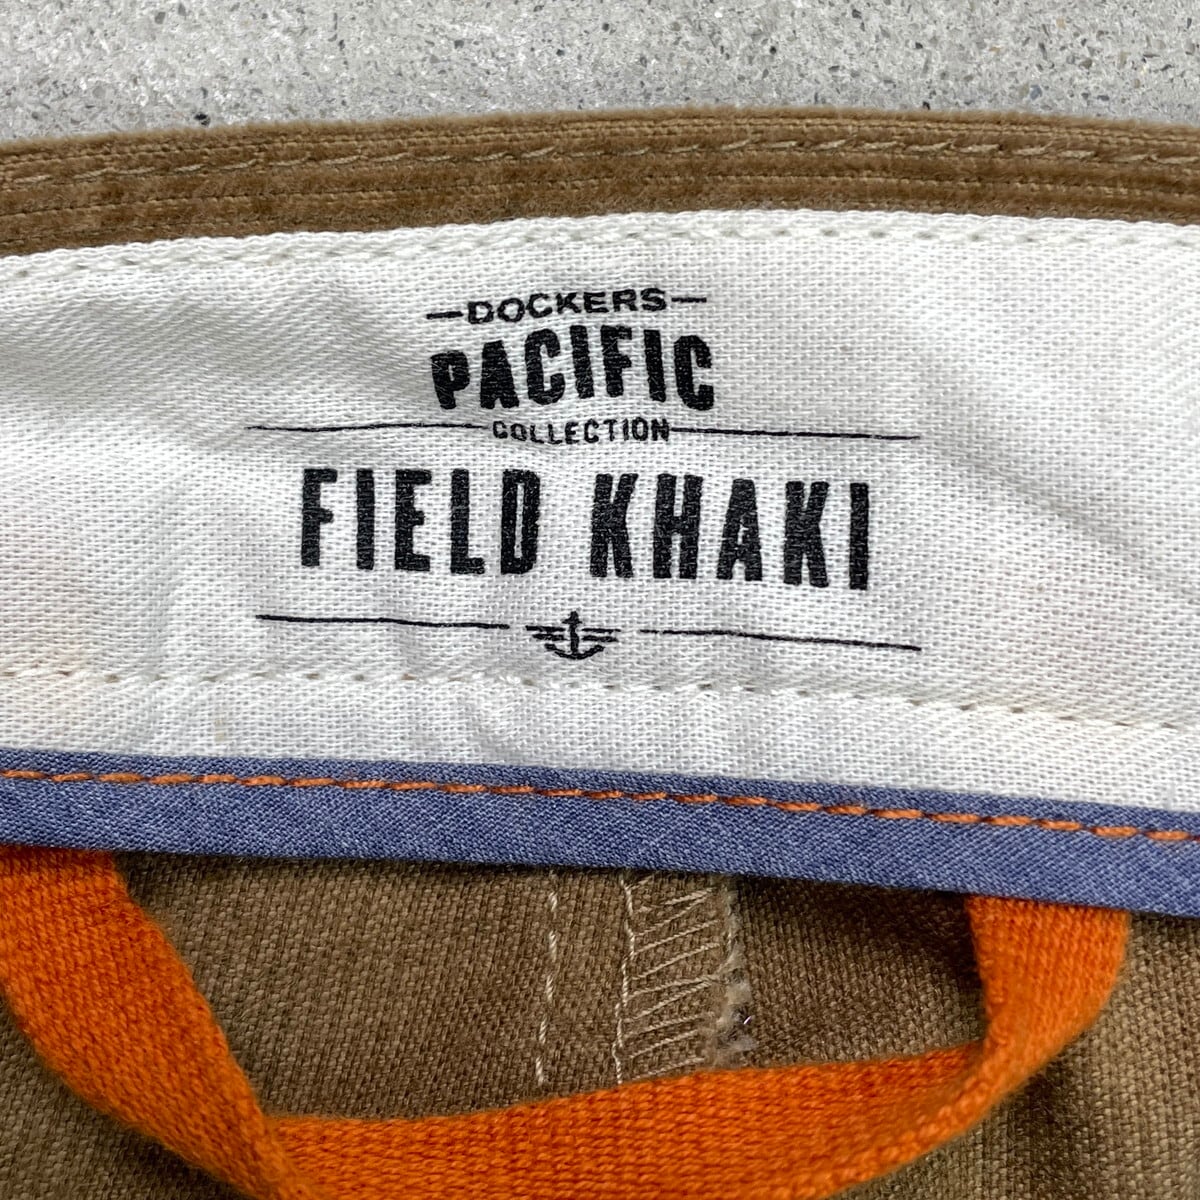 DOCKERS
PACIFIC
COLLECTION
FIELD KHAKI